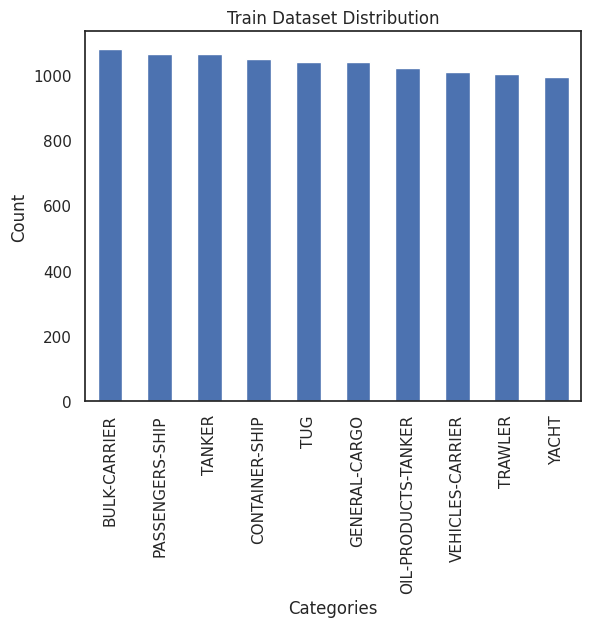 Train Dataset Distribution
Count
1000
800
600
400
200
0
BULK-CARRIER
PASSENGERS-SHIP
TANKER
CONTAINER-SHIP
TUG
GENERAL-CARGO
OIL-PRODUCTS-TANKER
VEHICLES-CARRIER
TRAWLER
YACHT
Categories